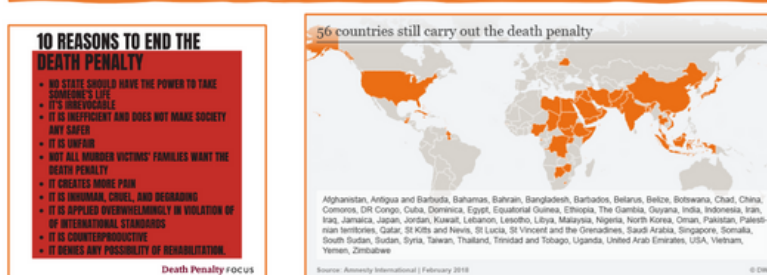 10 REASONS TO END THE
DEATH PENALTY
• NO STATE SHOULD HAVE THE POWER TO TAKE
SOMEONE'S LIFE
• IT'S IRREVOCABLE
• IT IS INEFFICIENT AND DOES NOT MAKE SOCIETY
ANY SAFER
• IT IS UNFAIR
• NOT ALL MURDER VICTIMS' FAMILIES WANT THE
DEATH PENALTY
• IT CREATES MORE PAIN
• IT IS INHUMAN, CRUEL, AND DEGRADING
• IT IS APPLIED OVERWHELMINGLY IN VIOLATION OF
OF INTERNATIONAL STANDARDS
• IT IS COUNTERPRODUCTIVE
• IT DENIES ANY POSSIBILITY OF REHABILITATION.
Death Penalty FOCUS
56 countries still carry out the death penalty
Afghanistan, Antigua and Barbuda, Bahamas, Bahrain, Bangladesh, Barbados, Belarus, Belize, Botswana, Chad, China,
Comoros, DR Congo, Cuba, Dominica, Egypt, Equatorial Guinea, Ethiopia, The Gambia, Guyana, India, Indonesia, Iran,
Iraq, Jamaica, Japan, Jordan, Kuwait, Lebanon, Lesotho, Libya, Malaysia, Nigeria, North Korea, Oman, Pakistan, Palesti-
nian territories, Qatar, St Kitts and Nevis, St Lucia, St Vincent and the Grenadines, Saudi Arabia, Singapore, Somalia,
South Sudan, Sudan, Syria, Taiwan, Thailand, Trinidad and Tobago, Uganda, United Arab Emirates, USA, Vietnam,
Yemen, Zimbabwe
Source: Amnesty International | February 2018